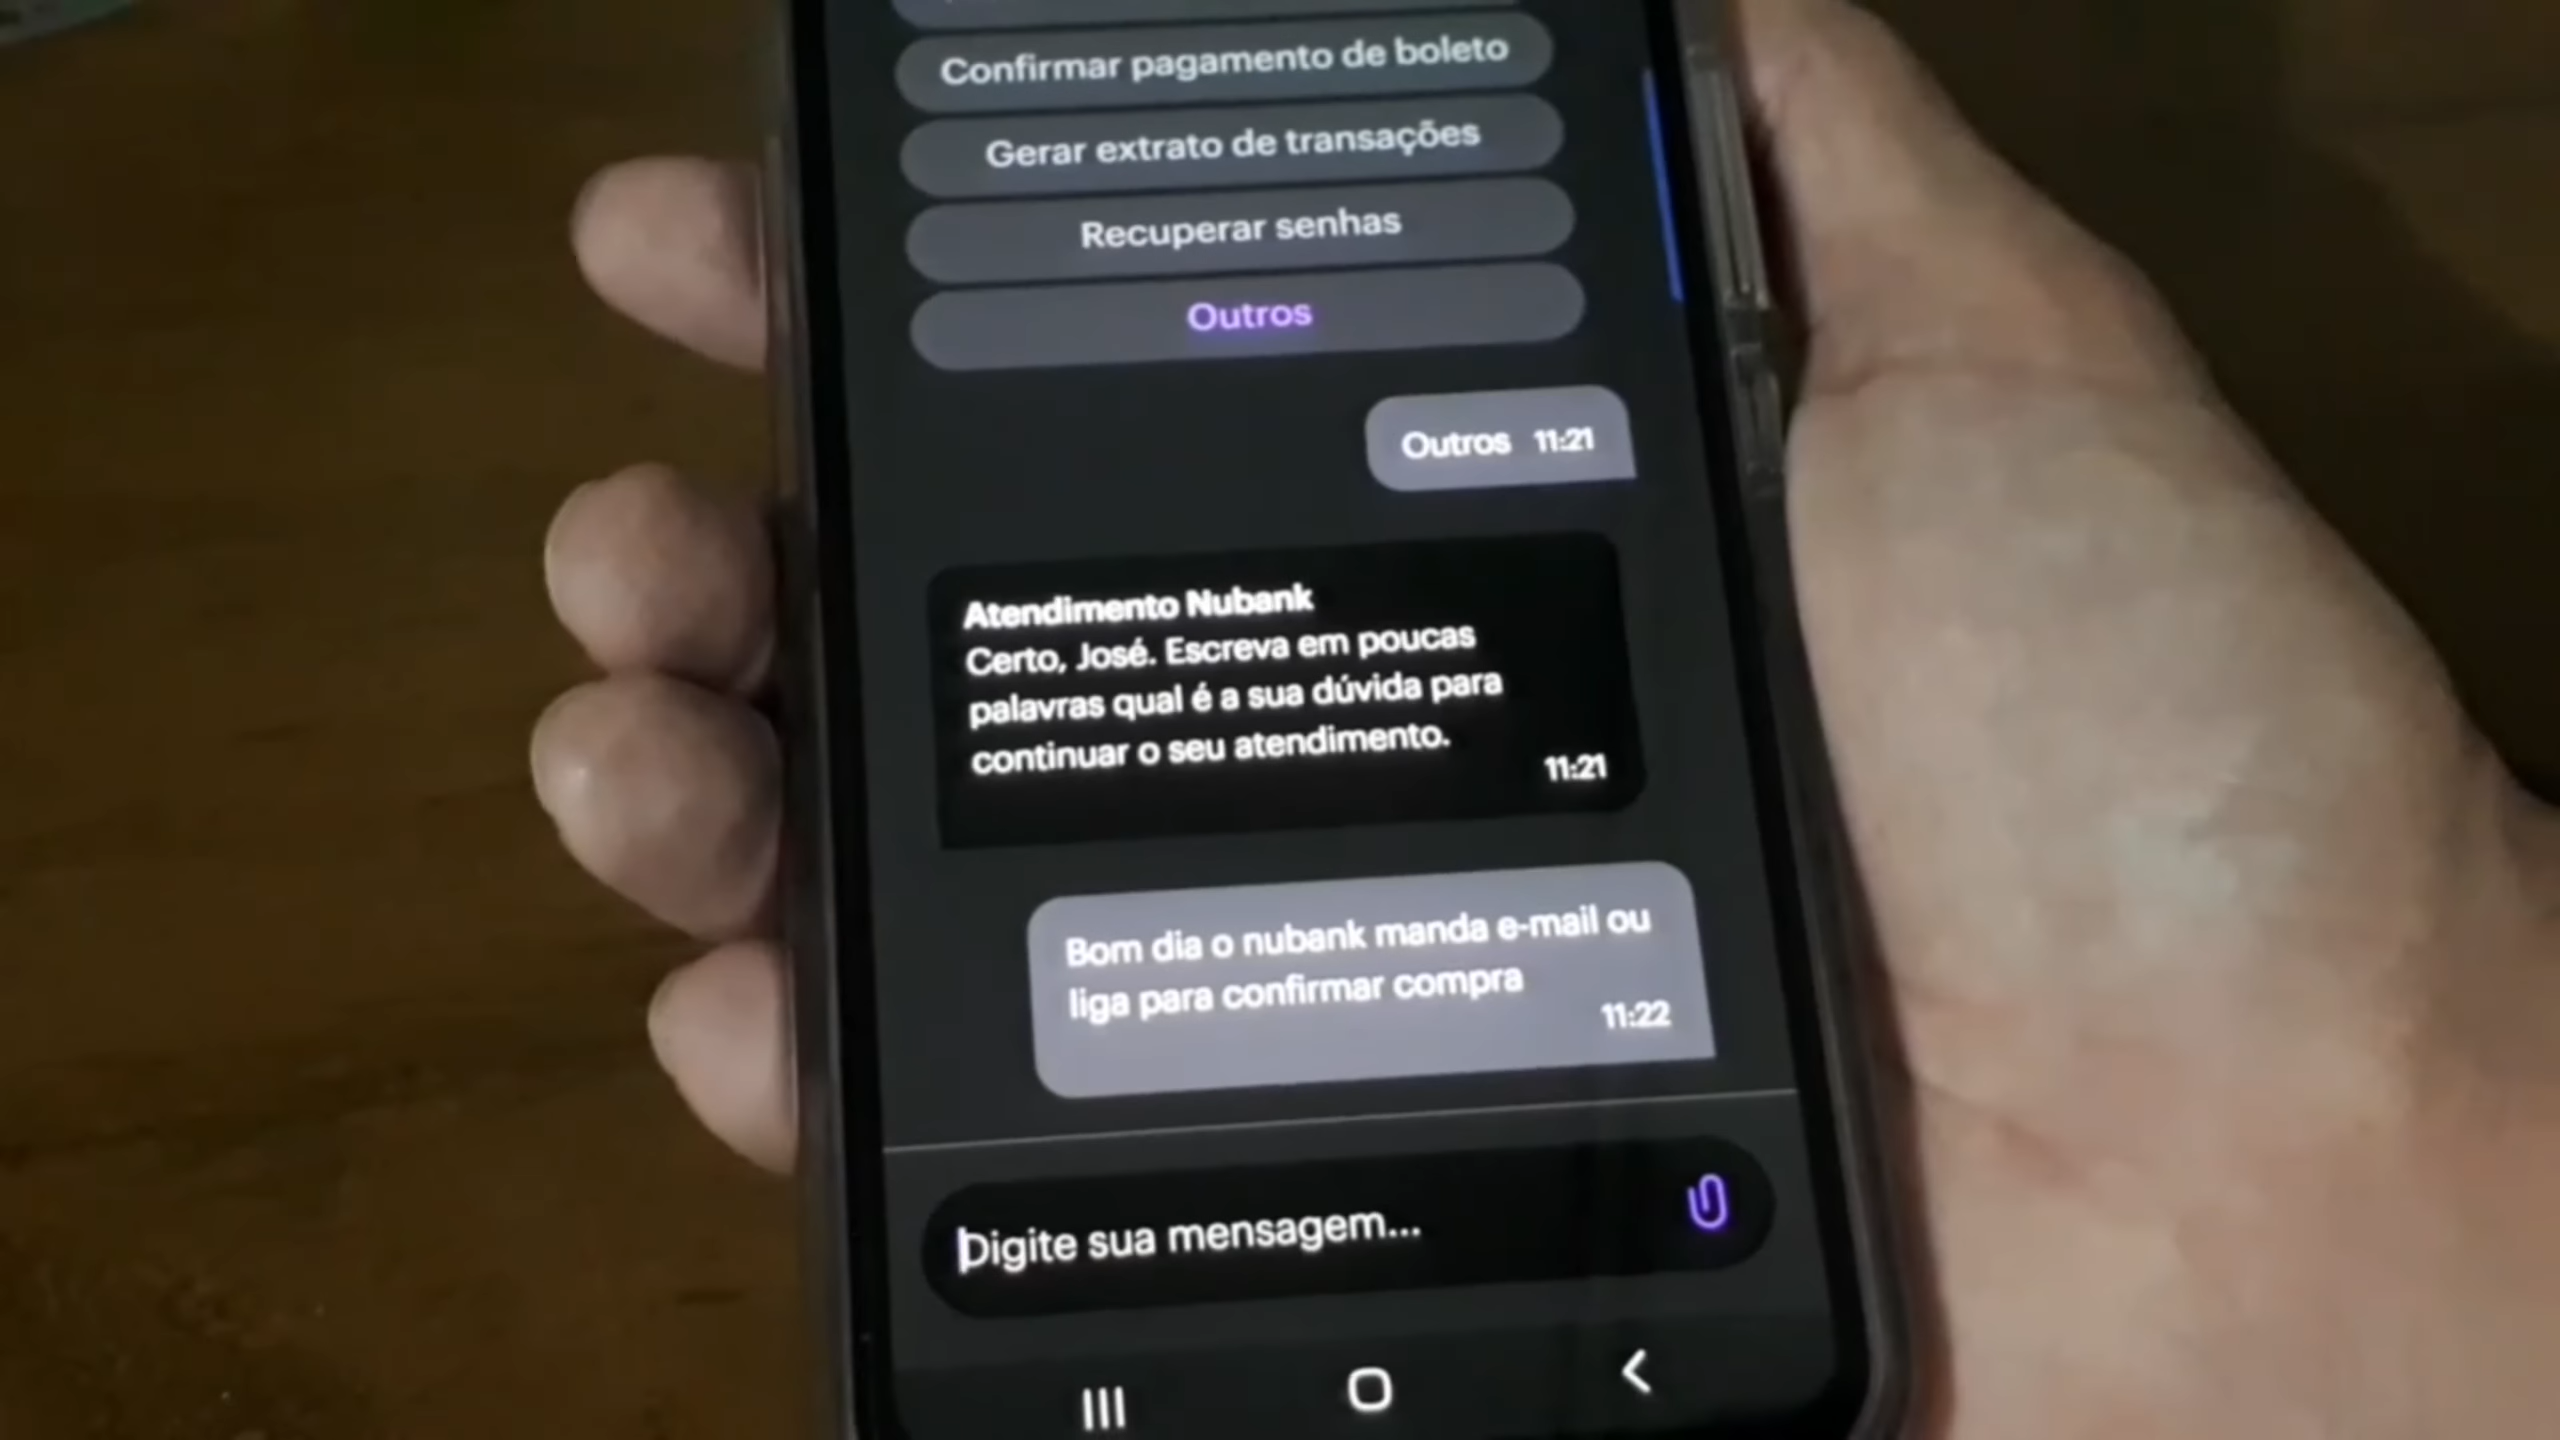 Confirmar pagamento de boleto
Gerar extrato de transações
Recuperar senhas
Outros
Outros 11:21
Atendimento Nubank
Certo, José. Escreva em poucas
palavras qual é a sua dúvida para
continuar o seu atendimento.
11:21
Bom dia o nubank manda e-mail ou
liga para confirmar compra
11:22
Digite sua mensagem...